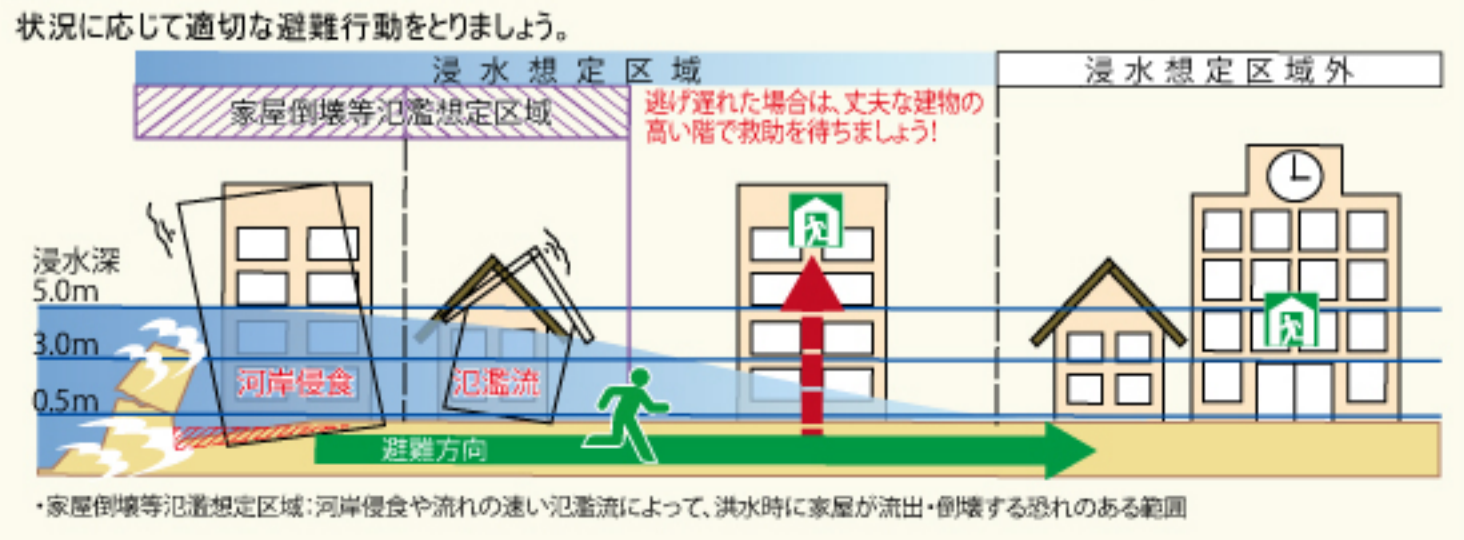 状況に応じて適切な避難行動をとりましょう。
浸水想定区域
浸水想定区域外
家屋倒壊等氾濫想定区域
逃げ遅れた場合は、丈夫な建物の
高い階で救助を待ちましょう!
浸水深
5.0m
3.0m
0.5m
河岸侵食
氾濫流
避難方向
・家屋倒壊等氾濫想定区域:河岸侵食や流れの速い氾濫流によって、洪水時に家屋が流出・倒壊する恐れのある範囲